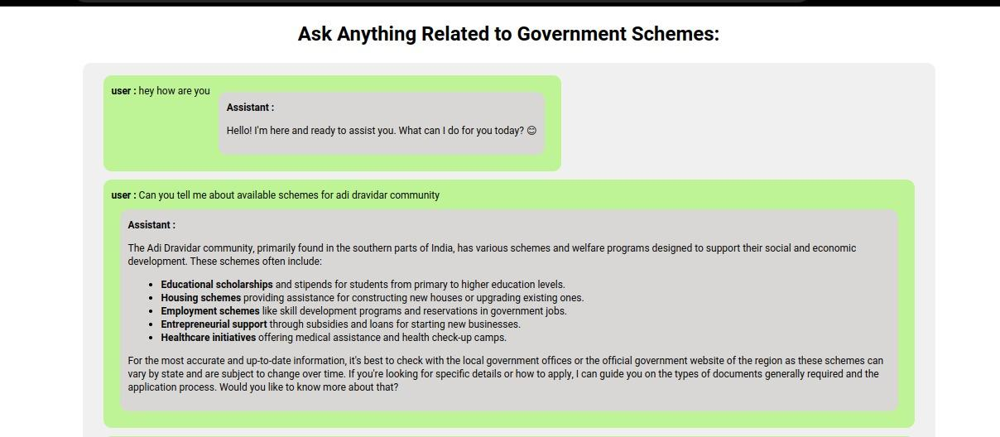 Ask Anything Related to Government Schemes:
user : hey how are you
Assistant :
Hello! I'm here and ready to assist you. What can I do for you today? 😊
user : Can you tell me about available schemes for adi dravidar community
Assistant :
The Adi Dravidar community, primarily found in the southern parts of India, has various schemes and welfare programs designed to support their social and economic
development. These schemes often include:
• Educational scholarships and stipends for students from primary to higher education levels.
• Housing schemes providing assistance for constructing new houses or upgrading existing ones.
• Employment schemes like skill development programs and reservations in government jobs.
• Entrepreneurial support through subsidies and loans for starting new businesses.
• Healthcare initiatives offering medical assistance and health check-up camps.
For the most accurate and up-to-date information, it's best to check with the local government offices or the official government website of the region as these schemes can
vary by state and are subject to change over time. If you're looking for specific details or how to apply, I can guide you on the types of documents generally required and the
application process. Would you like to know more about that?